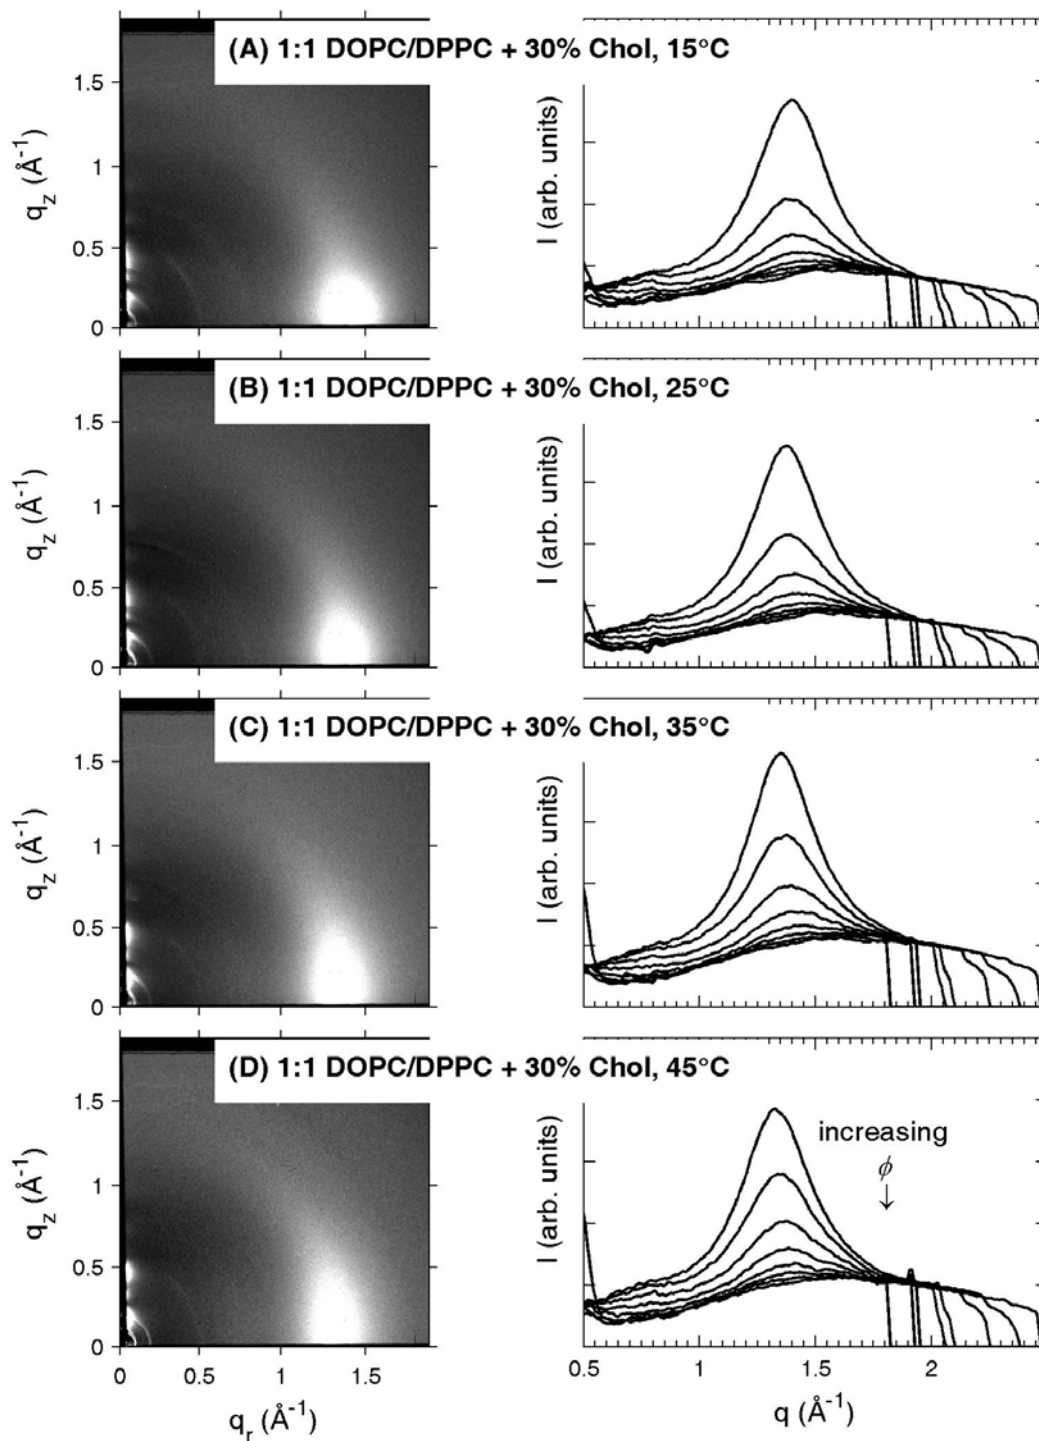 (A) 1:1 DOPC/DPPC + 30% Chol, 15°C
1.5
1
0.5
0
q_z (Å⁻¹)
I (arb. units)
(B) 1:1 DOPC/DPPC + 30% Chol, 25°C
1.5
1
0.5
0
q_z (Å⁻¹)
I (arb. units)
(C) 1:1 DOPC/DPPC + 30% Chol, 35°C
1.5
1
0.5
0
q_z (Å⁻¹)
I (arb. units)
(D) 1:1 DOPC/DPPC + 30% Chol, 45°C
1.5
1
0.5
0
q_z (Å⁻¹)
I (arb. units)
increasing
ϕ
↓
0 0.5 1 1.5
q_r (Å⁻¹)
0.5 1 1.5 2
q (Å⁻¹)